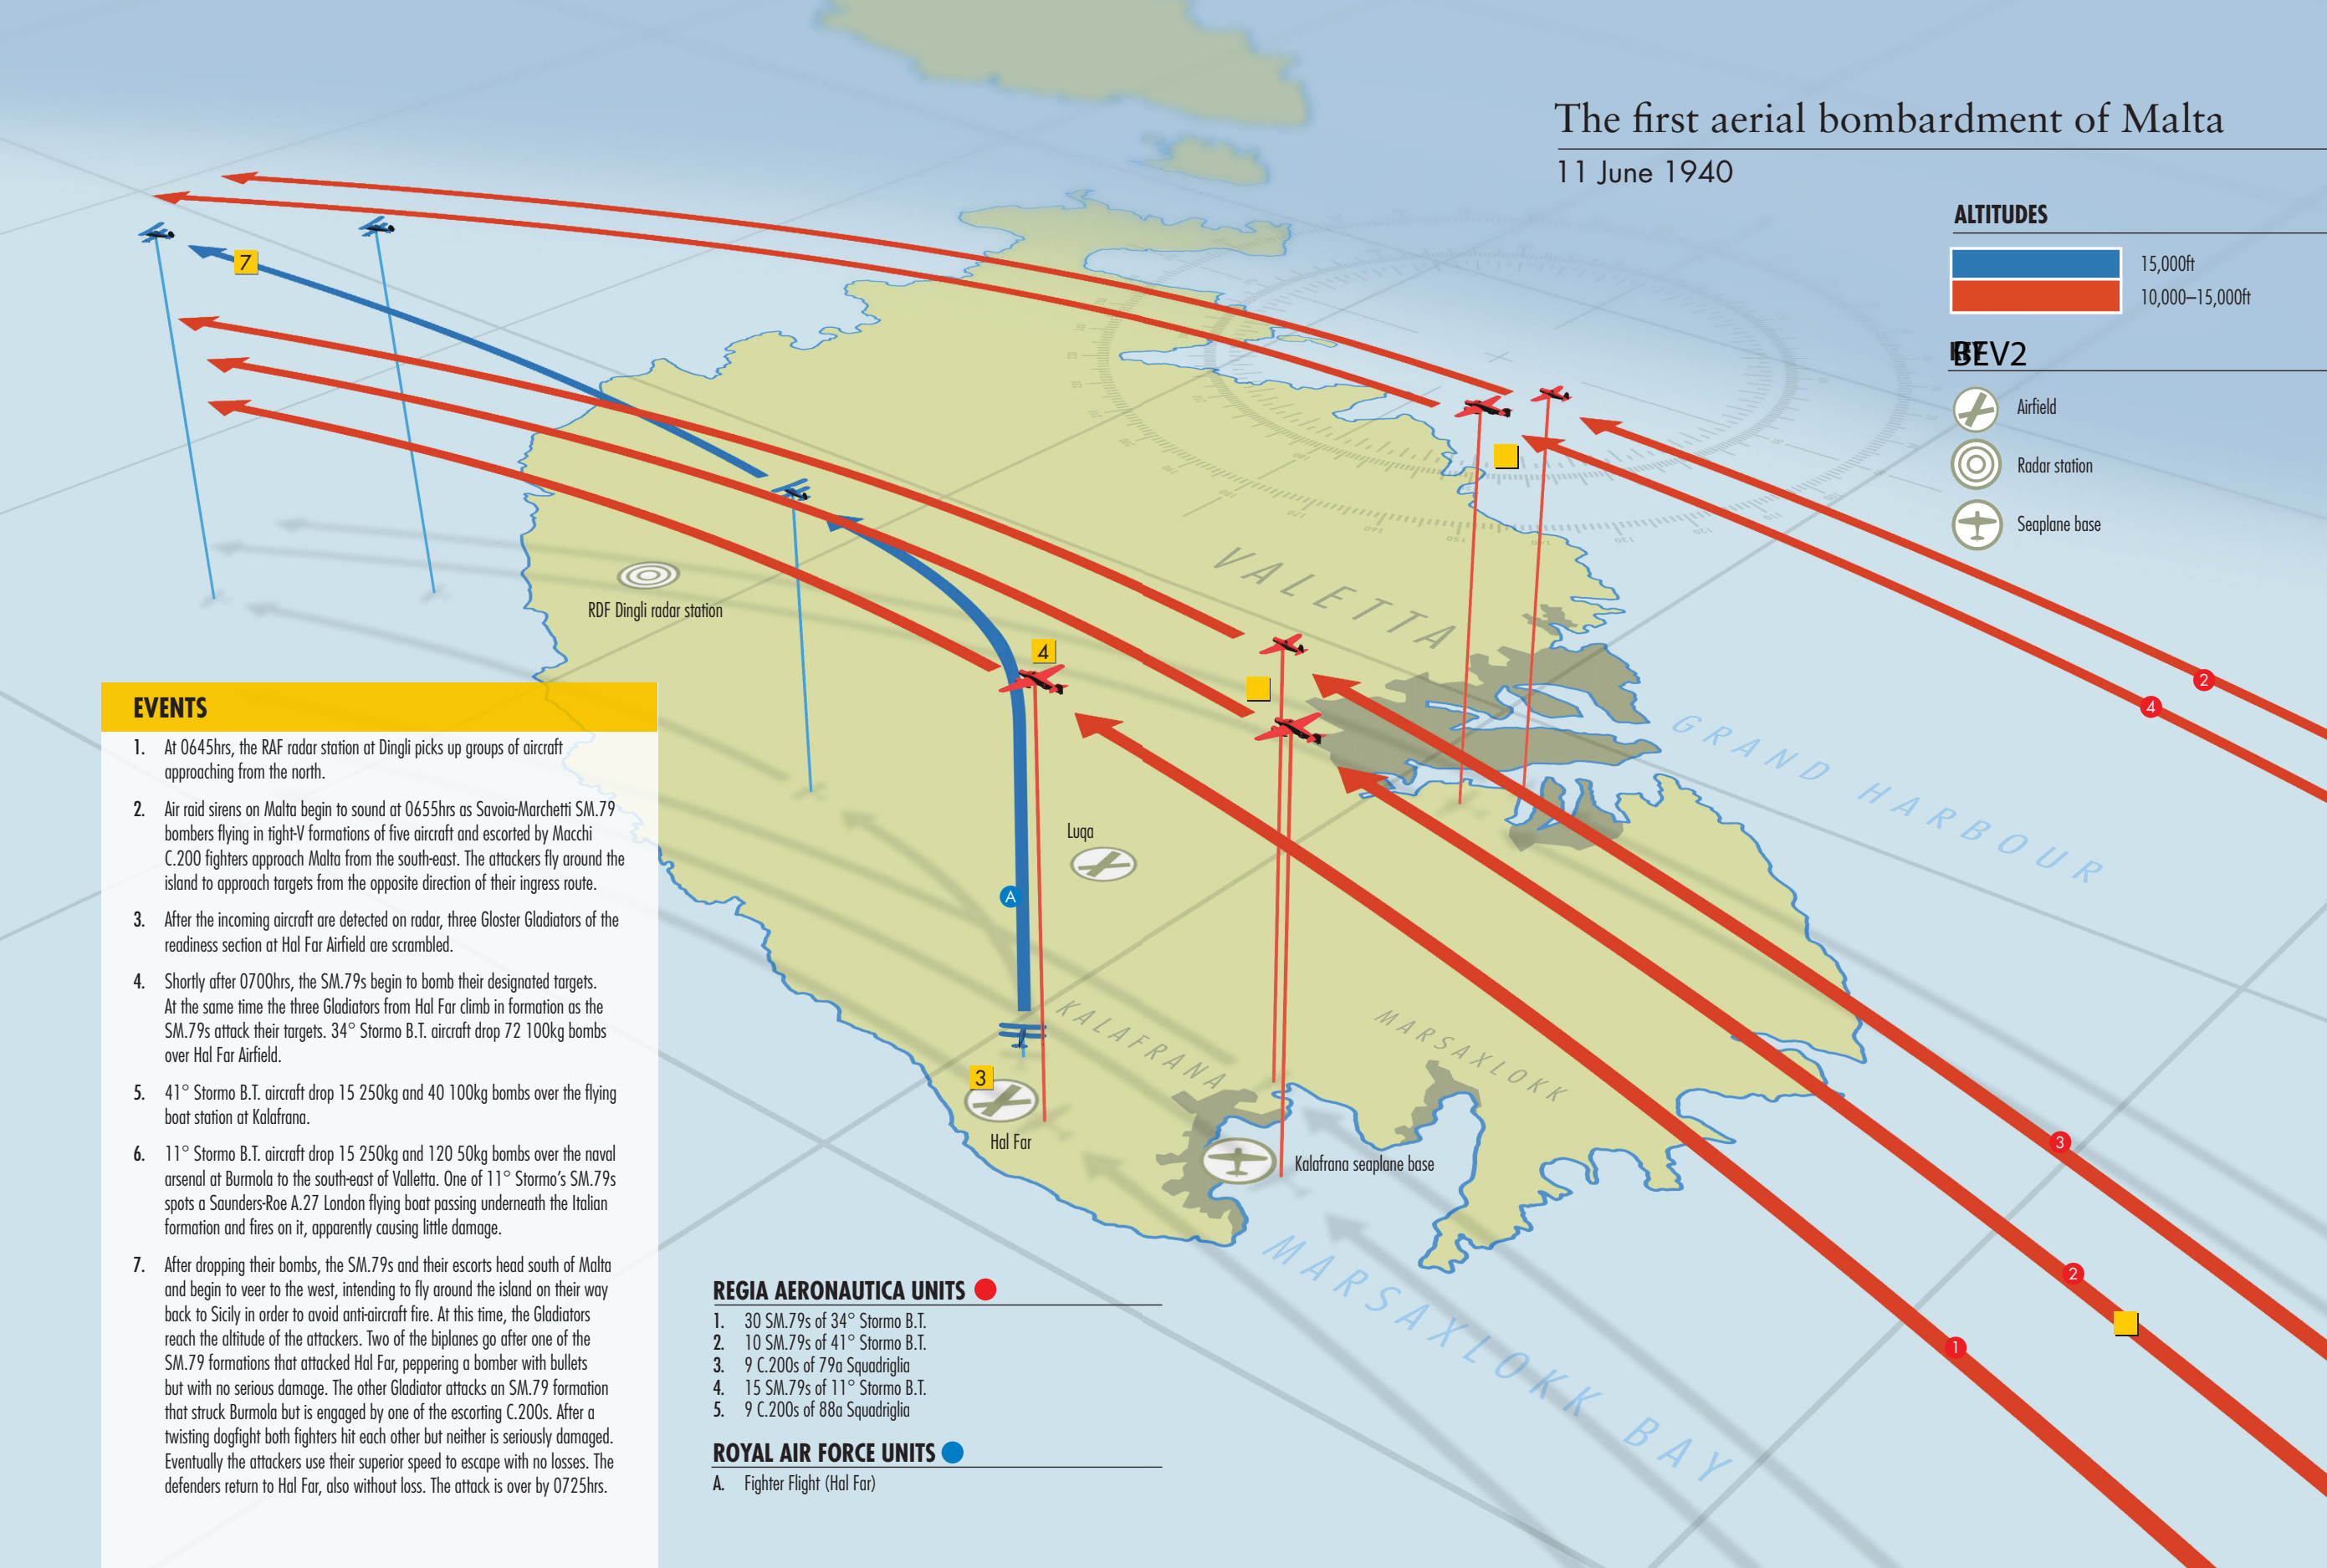 The first aerial bombardment of Malta
11 June 1940
ALTITUDES
15,000ft
10,000–15,000ft
BEV2
Airfield
Radar station
Seaplane base
7
4
3
A
2
4
3
2
1
RDF Dingli radar station
VALETTA
GRAND HARBOUR
Luqa
KALAFRANA
MARSAXLOKK
Hal Far
Kalafrana seaplane base
MARSAXLOKK BAY
EVENTS
1. At 0645hrs, the RAF radar station at Dingli picks up groups of aircraft
approaching from the north.
2. Air raid sirens on Malta begin to sound at 0655hrs as Savoia-Marchetti SM.79
bombers flying in tight-V formations of five aircraft and escorted by Macchi
C.200 fighters approach Malta from the south-east. The attackers fly around the
island to approach targets from the opposite direction of their ingress route.
3. After the incoming aircraft are detected on radar, three Gloster Gladiators of the
readiness section at Hal Far Airfield are scrambled.
4. Shortly after 0700hrs, the SM.79s begin to bomb their designated targets.
At the same time the three Gladiators from Hal Far climb in formation as the
SM.79s attack their targets. 34° Stormo B.T. aircraft drop 72 100kg bombs
over Hal Far Airfield.
5. 41° Stormo B.T. aircraft drop 15 250kg and 40 100kg bombs over the flying
boat station at Kalafrana.
6. 11° Stormo B.T. aircraft drop 15 250kg and 120 50kg bombs over the naval
arsenal at Burmola to the south-east of Valletta. One of 11° Stormo's SM.79s
spots a Saunders-Roe A.27 London flying boat passing underneath the Italian
formation and fires on it, apparently causing little damage.
7. After dropping their bombs, the SM.79s and their escorts head south of Malta
and begin to veer to the west, intending to fly around the island on their way
back to Sicily in order to avoid anti-aircraft fire. At this time, the Gladiators
reach the altitude of the attackers. Two of the biplanes go after one of the
SM.79 formations that attacked Hal Far, peppering a bomber with bullets
but with no serious damage. The other Gladiator attacks an SM.79 formation
that struck Burmola but is engaged by one of the escorting C.200s. After a
twisting dogfight both fighters hit each other but neither is seriously damaged.
Eventually the attackers use their superior speed to escape with no losses. The
defenders return to Hal Far, also without loss. The attack is over by 0725hrs.
REGIA AERONAUTICA UNITS
1. 30 SM.79s of 34° Stormo B.T.
2. 10 SM.79s of 41° Stormo B.T.
3. 9 C.200s of 79a Squadriglia
4. 15 SM.79s of 11° Stormo B.T.
5. 9 C.200s of 88a Squadriglia
ROYAL AIR FORCE UNITS
A. Fighter Flight (Hal Far)